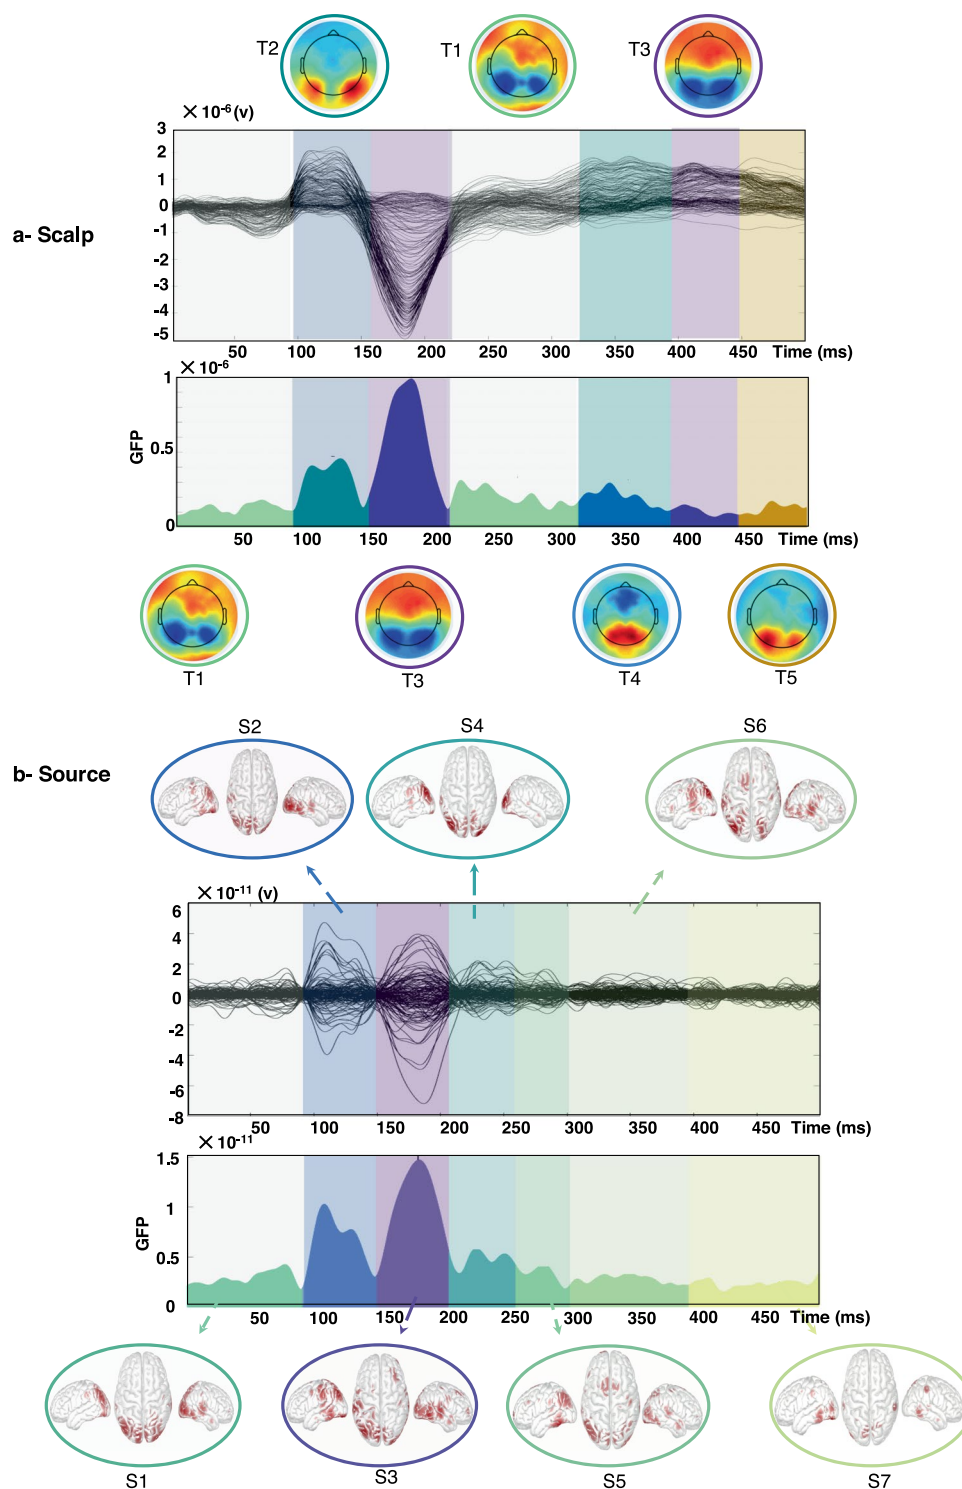 T2
T1
T3
× 10-6 (v)
3
2
1
0
-1
-2
-3
-4
-5
a- Scalp
50 100 150 200 250 300 350 400 450 Time (ms)
× 10-6
1
0.5
0
GFP
50 100 150 200 250 300 350 400 450 Time (ms)
T1
T3
T4
T5
S2
S4
S6
b- Source
× 10-11 (v)
6
4
2
0
-2
-4
-6
-8
50 100 150 200 250 300 350 400 450 Time (ms)
× 10-11
1.5
1
0.5
0
GFP
50 100 150 200 250 300 350 400 450 Time (ms)
S1
S3
S5
S7